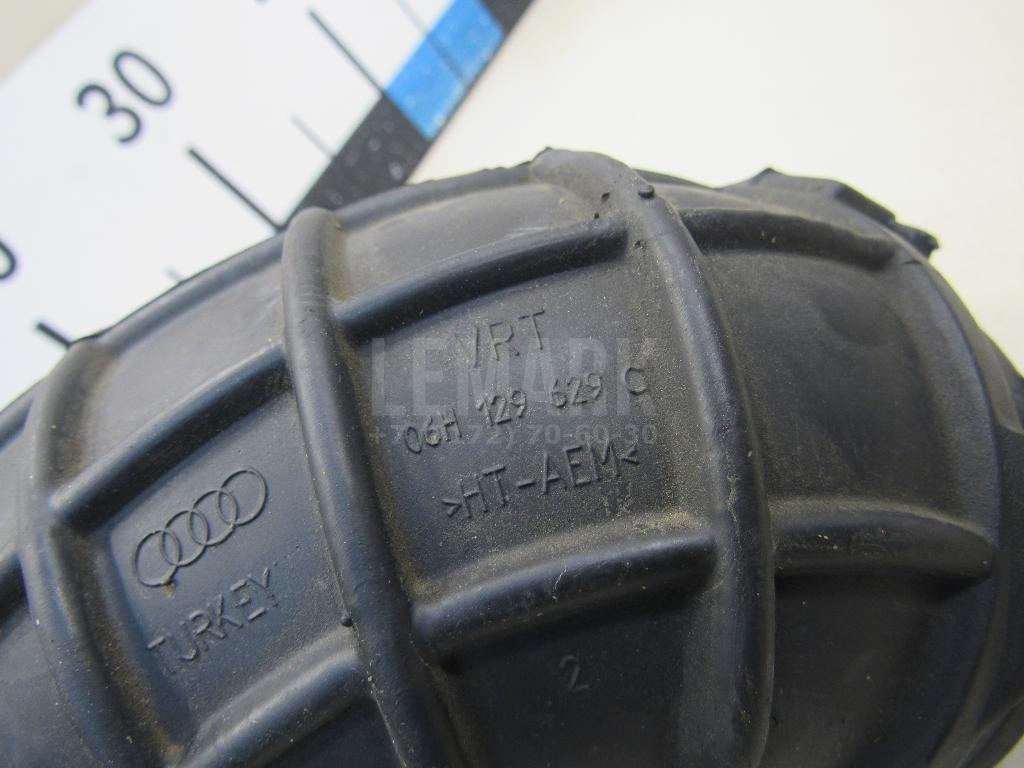 30
VRT
06H 129 629 C
>HT-AEM<
TURKEY
2
LEMARK